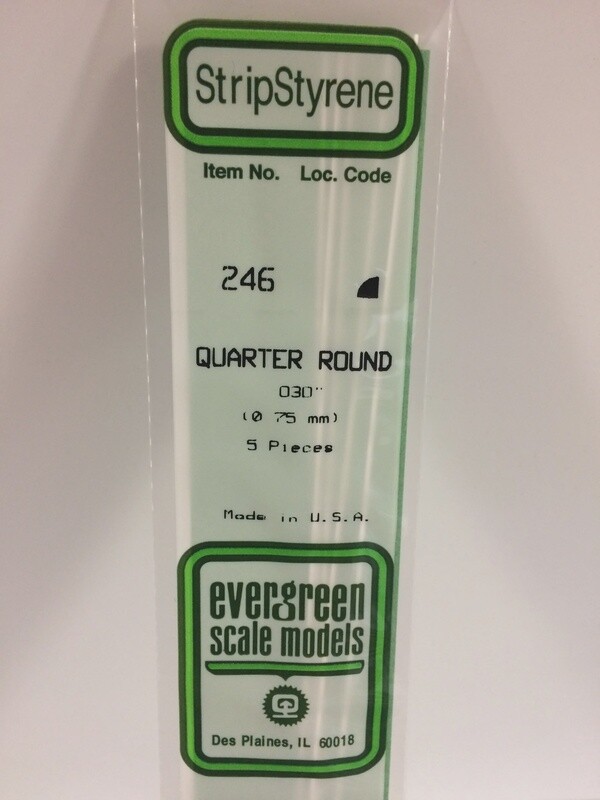 StripStyrene
Item No. Loc. Code
246
QUARTER ROUND
.030"
(0.75 mm)
5 Pieces
Made in U.S.A.
evergreen
scale models
Des Plaines, IL 60018